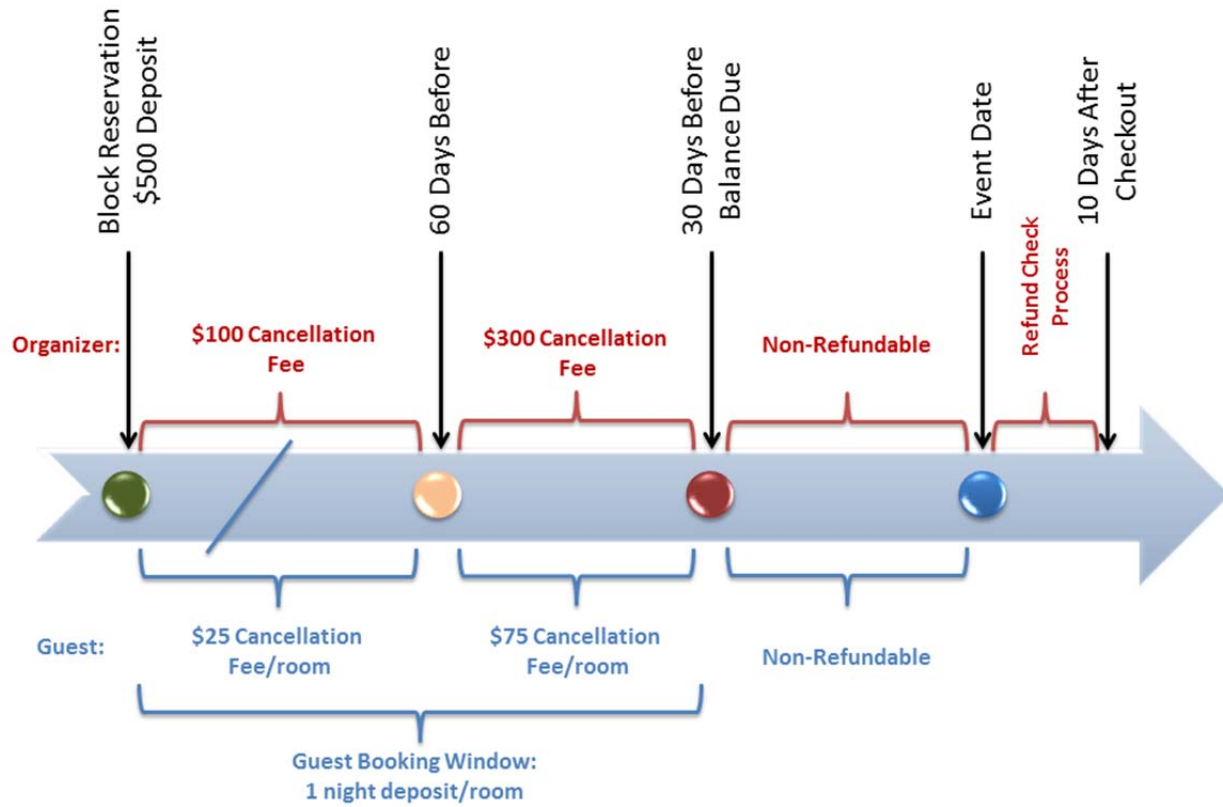 Block Reservation
$500 Deposit
60 Days Before
30 Days Before
Balance Due
Event Date
10 Days After
Checkout
Refund Check
Process
Organizer:
$100 Cancellation
Fee
$300 Cancellation
Fee
Non-Refundable
Guest:
$25 Cancellation
Fee/room
$75 Cancellation
Fee/room
Non-Refundable
Guest Booking Window:
1 night deposit/room